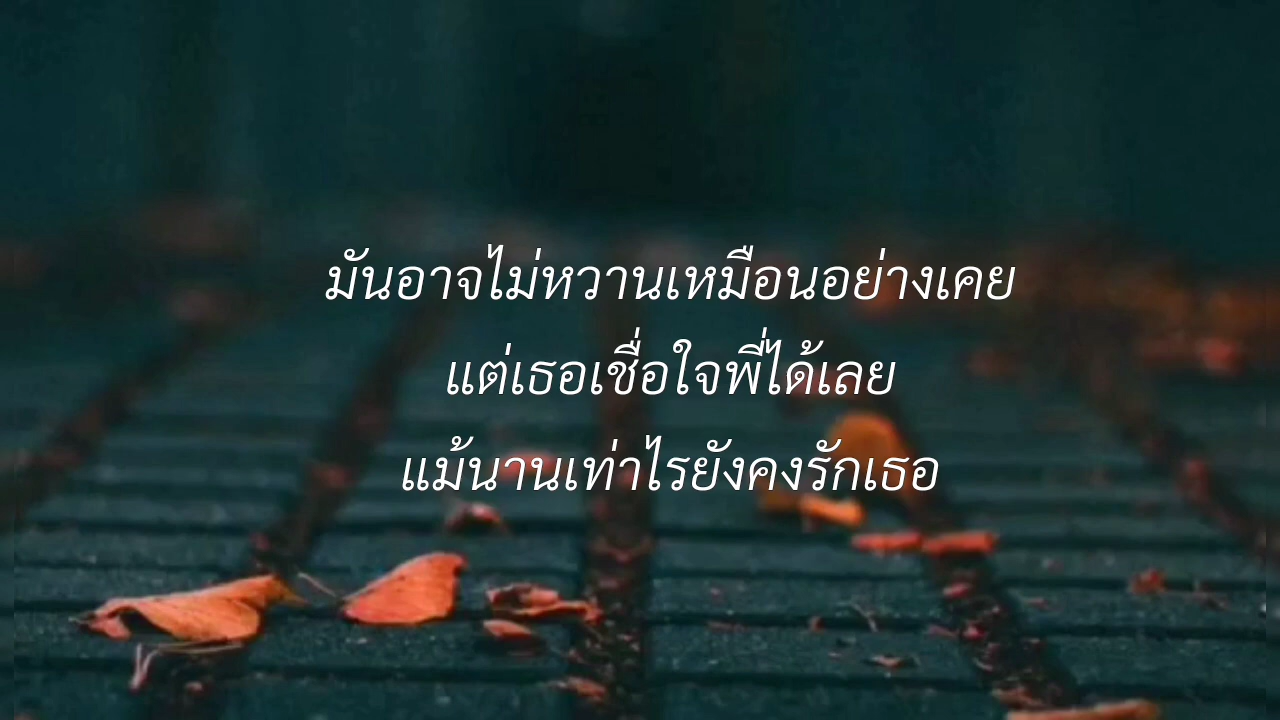 มันอาจไม่หวานเหมือนอย่างเคย
แต่เธอเชื่อใจพี่ได้เลย
แม้นานเท่าไรยังคงรักเธอ